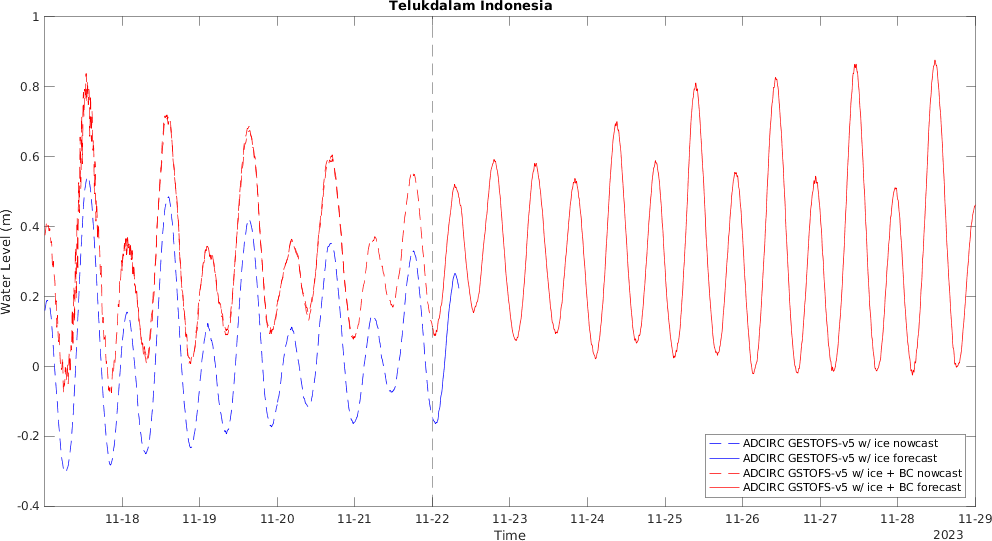 Telukdalam Indonesia
1
0.8
0.6
0.4
0.2
0
-0.2
-0.4
Water Level (m)
ADCIRC GESTOFS-v5 w/ ice nowcast
ADCIRC GESTOFS-v5 w/ ice forecast
ADCIRC GSTOFS-v5 w/ ice + BC nowcast
ADCIRC GSTOFS-v5 w/ ice + BC forecast
11-18 11-19 11-20 11-21 11-22 11-23 11-24 11-25 11-26 11-27 11-28 11-29
Time
2023